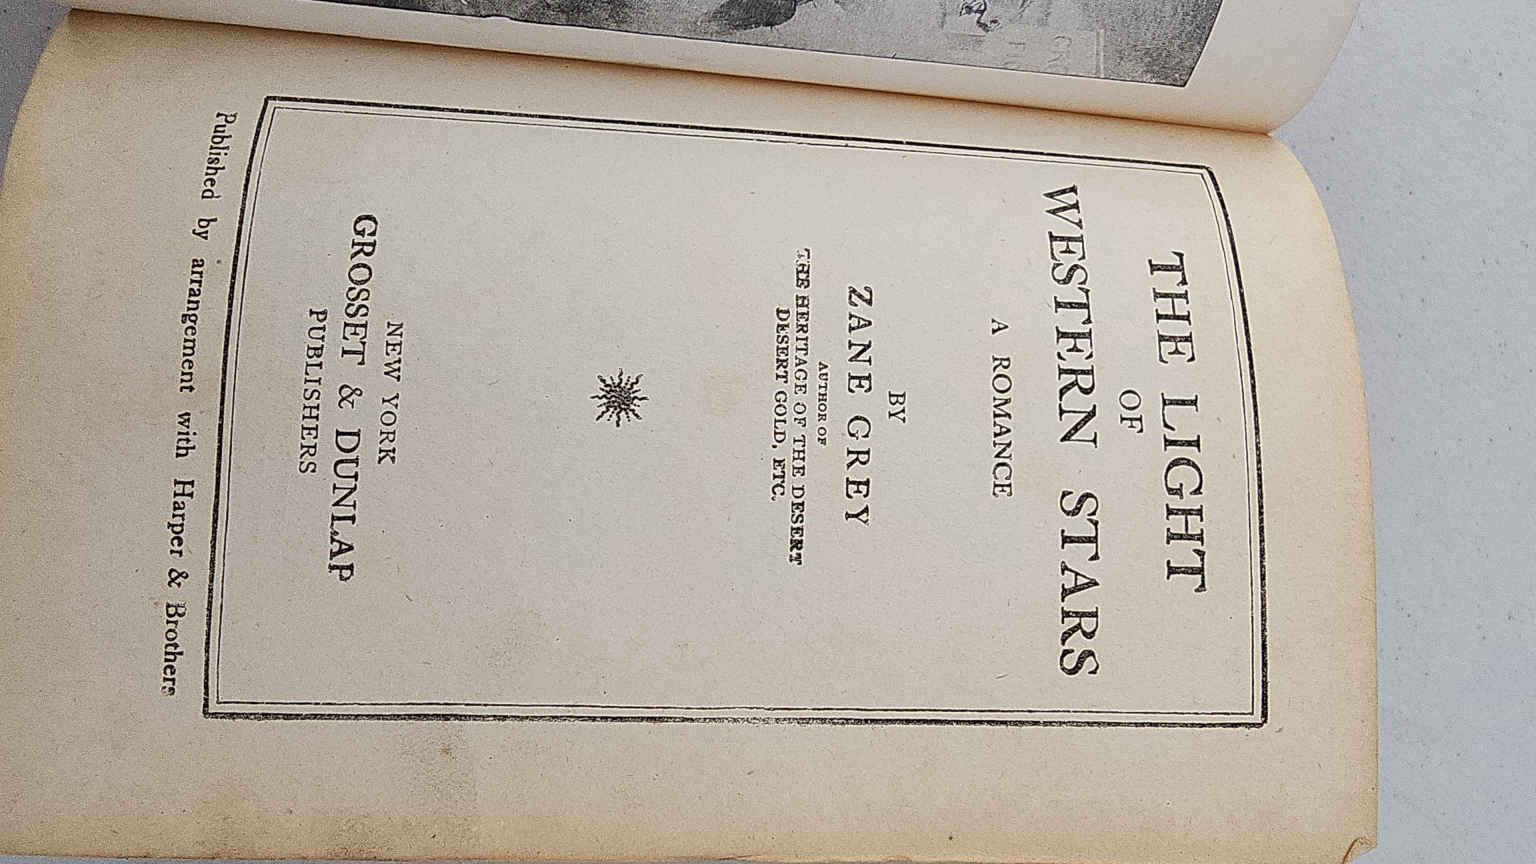 THE LIGHT
OF
WESTERN STARS
A ROMANCE
BY
ZANE GREY
AUTHOR OF
THE HERITAGE OF THE DESERT
DESERT GOLD, ETC.
NEW YORK
GROSSET & DUNLAP
PUBLISHERS
Published by arrangement with Harper & Brothers